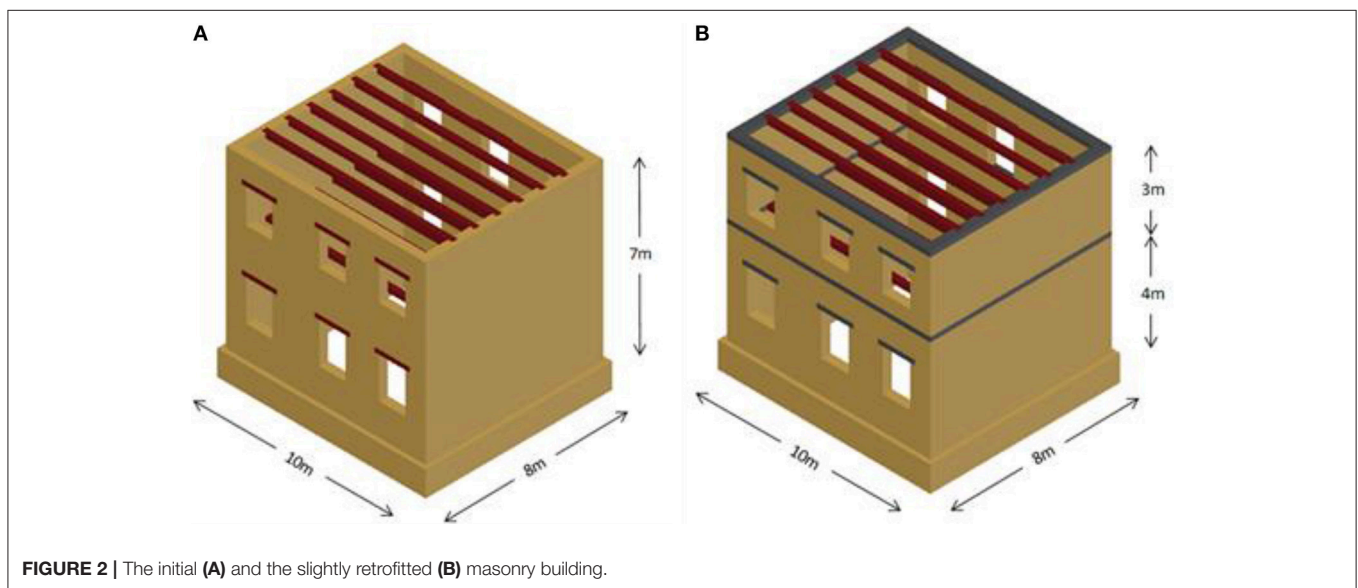 A
B
7m
3m
4m
10m
8m
10m
8m
FIGURE 2 | The initial (A) and the slightly retrofitted (B) masonry building.